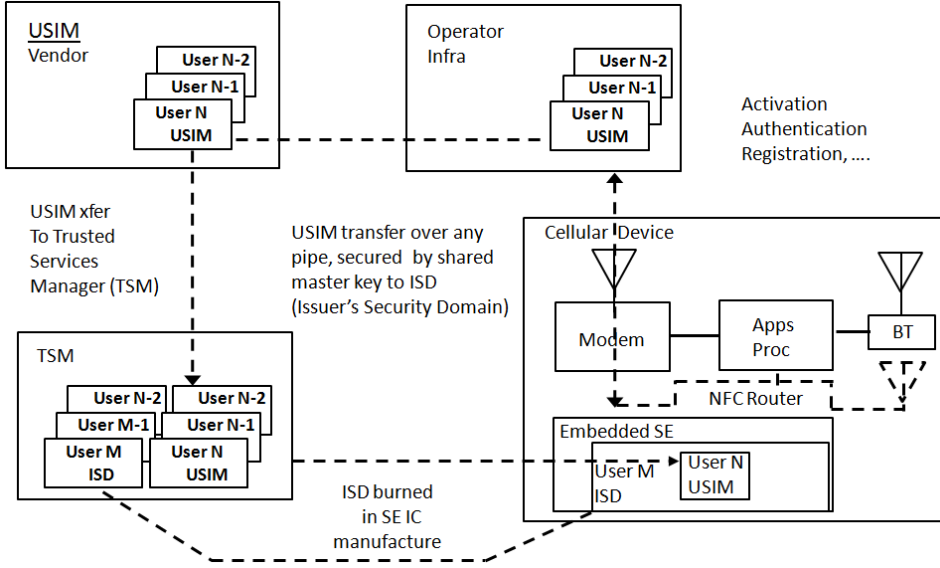 USIM
Vendor
User N-2
User N-1
User N
USIM
Operator
Infra
User N-2
User N-1
User N
USIM
Activation
Authentication
Registration, ....
USIM xfer
To Trusted
Services
Manager (TSM)
USIM transfer over any
pipe, secured by shared
master key to ISD
(Issuer's Security Domain)
Cellular Device
Modem
Apps
Proc
BT
NFC Router
TSM
User N-2
User M-1
User M
ISD
User N-2
User N-1
User N
USIM
Embedded SE
User M
ISD
User N
USIM
ISD burned
in SE IC
manufacture